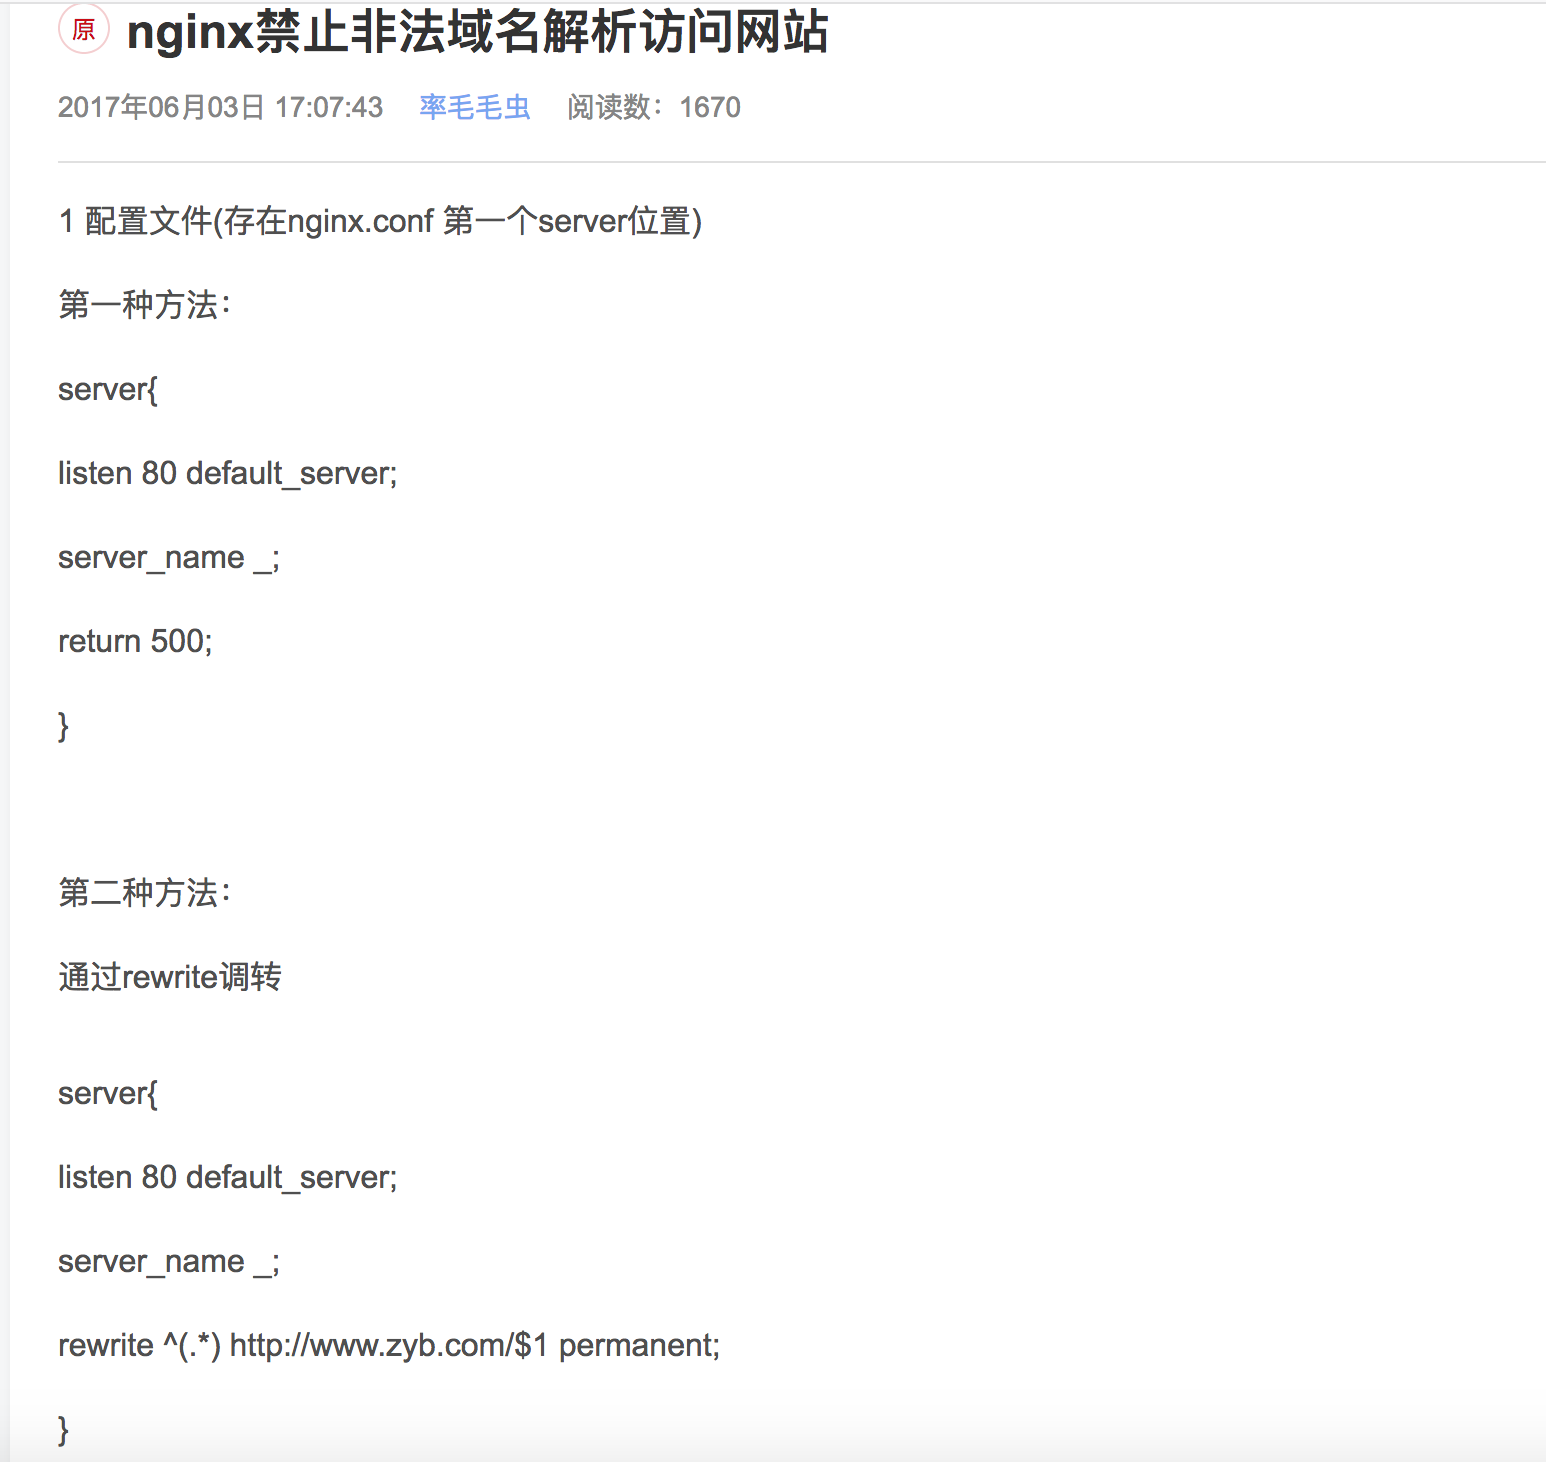 原 nginx禁止非法域名解析访问网站
2017年06月03日 17:07:43 率毛毛虫 阅读数：1670
1 配置文件(存在nginx.conf 第一个server位置)
第一种方法：
server{
listen 80 default_server;
server_name _;
return 500;
}
第二种方法：
通过rewrite调转
server{
listen 80 default_server;
server_name _;
rewrite ^(.*) http://www.zyb.com/$1 permanent;
}